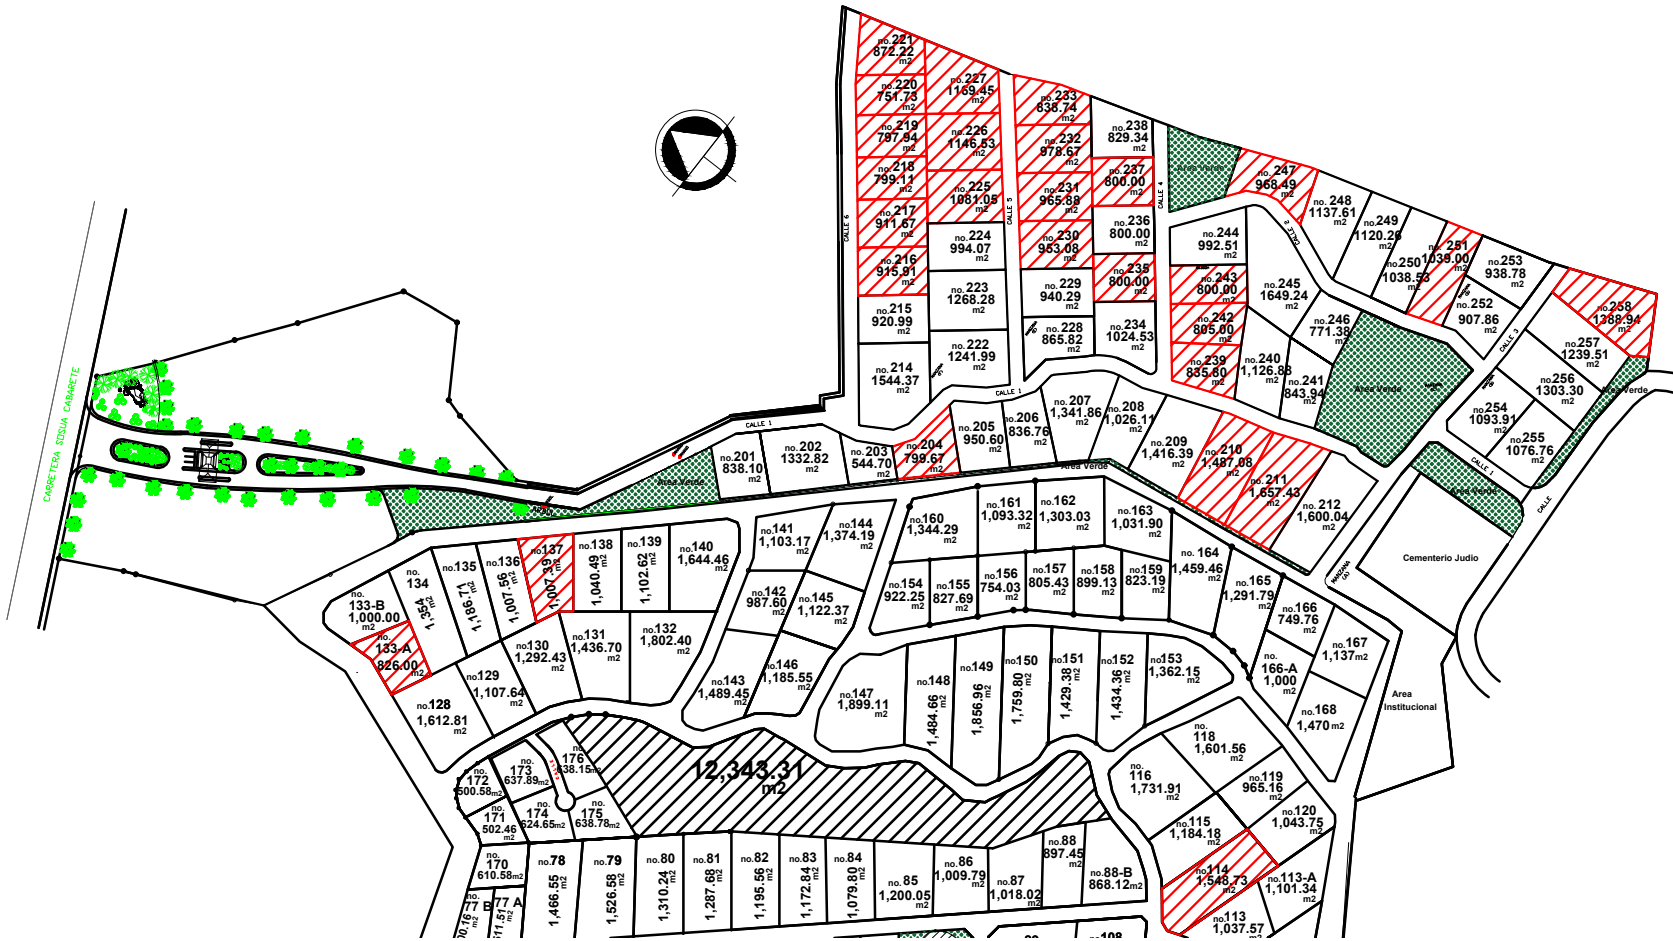 no.221
872.22
m2
no.220
751.73
m2
no.219
797.94
m2
no.218
799.11
m2
no.217
911.67
m2
no.216
915.91
m2
no.215
920.99
m2
no.214
1544.37
m2
no.227
1159.45
m2
no.226
1146.53
m2
no.225
1081.05
m2
no.224
994.07
m2
no.223
1268.28
m2
no.222
1241.99
m2
no.233
838.74
m2
no.232
978.67
m2
no.231
965.88
m2
no.230
953.08
m2
no.229
940.29
m2
no.228
865.82
m2
no.238
829.34
m2
no.237
800.00
m2
no.236
800.00
m2
no.235
800.00
m2
no.234
1024.53
m2
CALLE 6
CALLE 5
CALLE 4
Area Verde
no.247
968.49
m2
no.248
1137.61
m2
no.249
1120.26
m2
no.250
1038.53
m2
no.251
1039.00
m2
no.253
938.78
m2
no.252
907.86
m2
no.258
1388.94
m2
no.257
1239.51
m2
no.256
1303.30
m2
no.254
1093.91
m2
no.255
1076.76
m2
CALLE 2
CALLE 3
CALLE 1
CALLE
no.244
992.51
m2
no.243
800.00
m2
no.242
805.00
m2
no.239
835.80
m2
no.245
1649.24
m2
no.246
771.38
m2
no.240
1,126.83
m2
no.241
843.94
m2
Area Verde
Area Verde
Area Verde
CARRETERA SOSUA CABARETE
CALLE 1
CALLE 1
no.201
838.10
m2
no.202
1332.82
m2
no.203
544.70
m2
no.204
799.67
m2
no.205
950.60
m2
no.206
836.76
m2
no.207
1,341.86
m2
no.208
1,026.11
m2
no.209
1,416.39
m2
no.210
1,487.08
m2
no.211
1,657.43
m2
no.212
1,600.04
m2
Area Verde
Area Verde
Cementerio Judio
MANZANA
(A)
Area
Institucional
no.
133-B
1,000.00
m2
no.
133-A
826.00
m2
no.
134
1,354
m2
no.135
1,186.71
m2
no.136
1,007.56
m2
no.137
1,007.39
m2
no.138
1,040.49
m2
no.139
1,102.62
m2
no.140
1,644.46
m2
no.141
1,103.17
m2
no.144
1,374.19
m2
no.142
987.60
m2
no.145
1,122.37
m2
no.143
1,489.45
m2
no.146
1,185.55
m2
no.132
1,802.40
m2
no.131
1,436.70
m2
no.130
1,292.43
m2
no.129
1,107.64
m2
no.128
1,612.81
m2
no.160
1,344.29
m2
no.161
1,093.32
m2
no.162
1,303.03
m2
no.163
1,031.90
m2
no.164
1,459.46
m2
no.154
922.25
m2
no.155
827.69
m2
no.156
754.03
m2
no.157
805.43
m2
no.158
899.13
m2
no.159
823.19
m2
no.165
1,291.79
m2
no.166
749.76
m2
no.167
1,137m2
no.
166-A
1,000
m2
no.168
1,470 m2
no.147
1,899.11
m2
no.148
1,484.66
m2
no.149
1,856.96
m2
no.150
1,759.80
m2
no.151
1,429.38
m2
no.152
1,434.36
m2
no.153
1,362.15
m2
no.
118
1,601.56
m2
no.
116
1,731.91
m2
no.119
965.16
m2
no.120
1,043.75
m2
no.115
1,184.18
m2
no.114
1,548.73
m2
no.113-A
1,101.34
m2
no.113
1,037.57
m2
12,343.31
m2
no.
172
500.58m2
no.
173
637.89m2
no.
176
638.15m2
no.
171
502.46
m2
no.
174
624.65m2
no.
175
638.78m2
no.
170
610.58m2
no.
77 B
m2
77 A
m2
no.78
1,466.55
m2
no.79
1,526.58
m2
no.80
1,310.24
m2
no.81
1,287.68
m2
no.82
1,195.56
m2
no.83
1,172.84
m2
no.84
1,079.80
m2
no.85
1,200.05
m2
no.86
1,009.79
m2
no.87
1,018.02
m2
no.88
897.45
m2
no.88-B
868.12m2
no.108